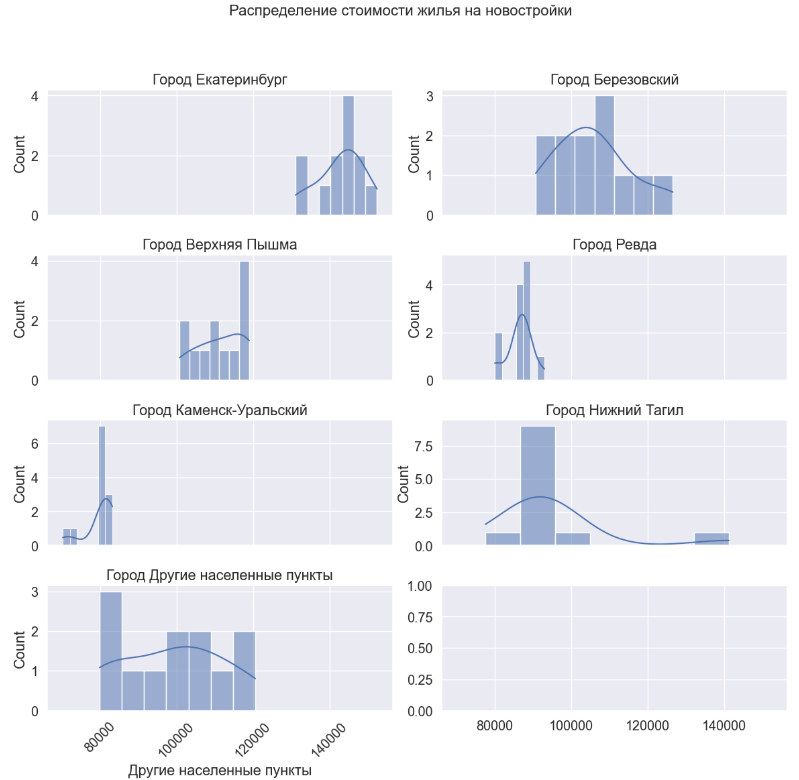 Распределение стоимости жилья на новостройки
Город Екатеринбург
Count
4
2
0
Город Березовский
Count
3
2
1
0
Город Верхняя Пышма
Count
4
2
0
Город Ревда
Count
4
2
0
Город Каменск-Уральский
Count
6
4
2
0
Город Нижний Тагил
Count
7.5
5.0
2.5
0.0
Город Другие населенные пункты
Count
3
2
1
0
80000
100000
120000
140000
Другие населенные пункты
1.00
0.75
0.50
0.25
0.00
80000
100000
120000
140000